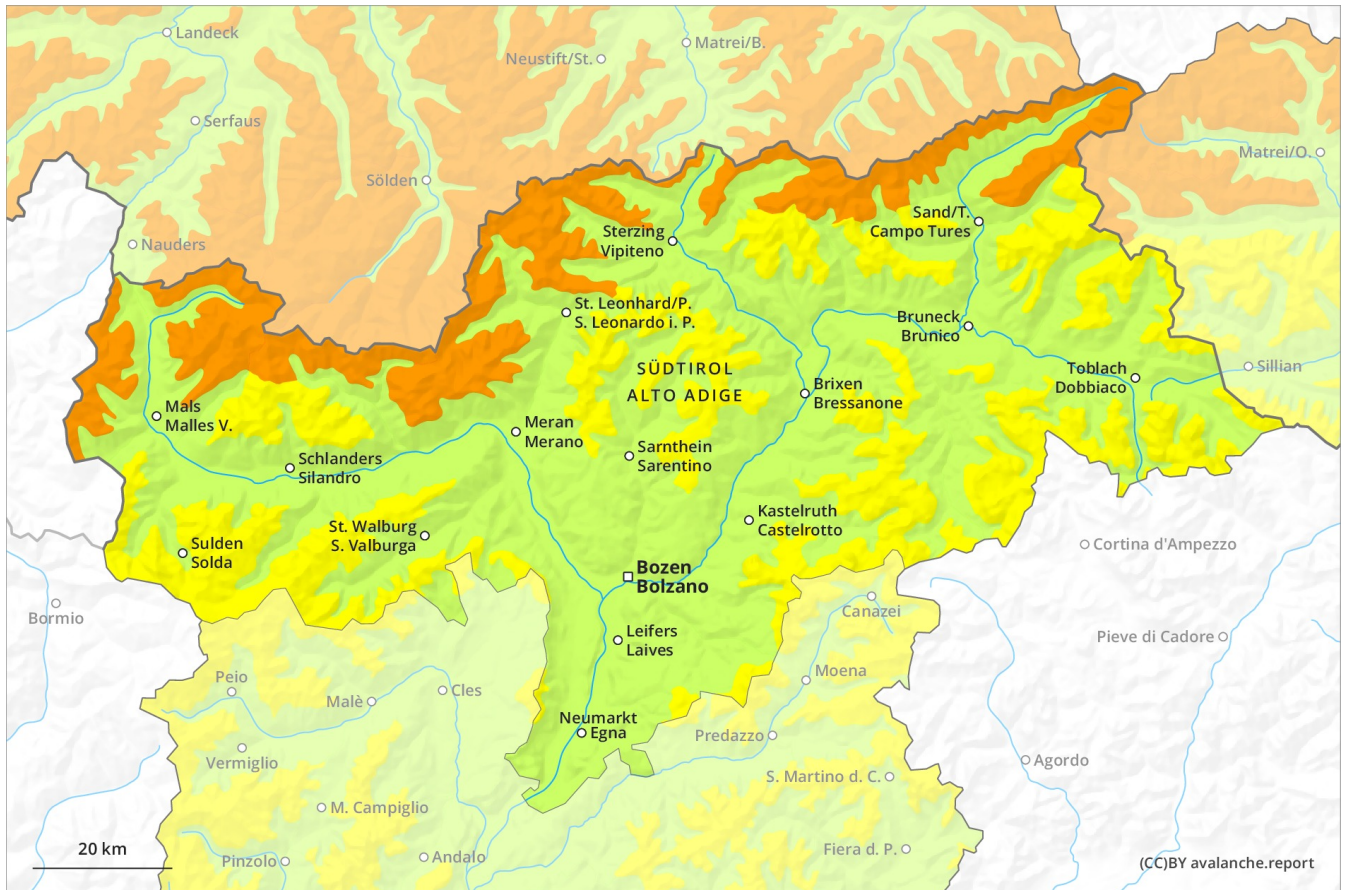 Landeck
Matrei/B.
Neustift/St.
Serfaus
Matrei/O.
Sölden
Nauders
Sand/T.
Campo Tures
Sterzing
Vipiteno
St. Leonhard/P.
S. Leonardo i. P.
Bruneck
Brunico
SÜDTIROL
ALTO ADIGE
Toblach
Dobbiaco
Sillian
Brixen
Bressanone
Mals
Malles V.
Meran
Merano
Sarnthein
Sarentino
Schlanders
Silandro
Kastelruth
Castelrotto
St. Walburg
S. Valburga
Sulden
Solda
Cortina d'Ampezzo
Bozen
Bolzano
Bormio
Canazei
Leifers
Laives
Pieve di Cadore
Peio
Moena
Malè
Cles
Neumarkt
Egna
Predazzo
Vermiglio
Agordo
S. Martino d. C.
M. Campiglio
20 km
Pinzolo
Andalo
Fiera d. P.
(CC)BY avalanche.report